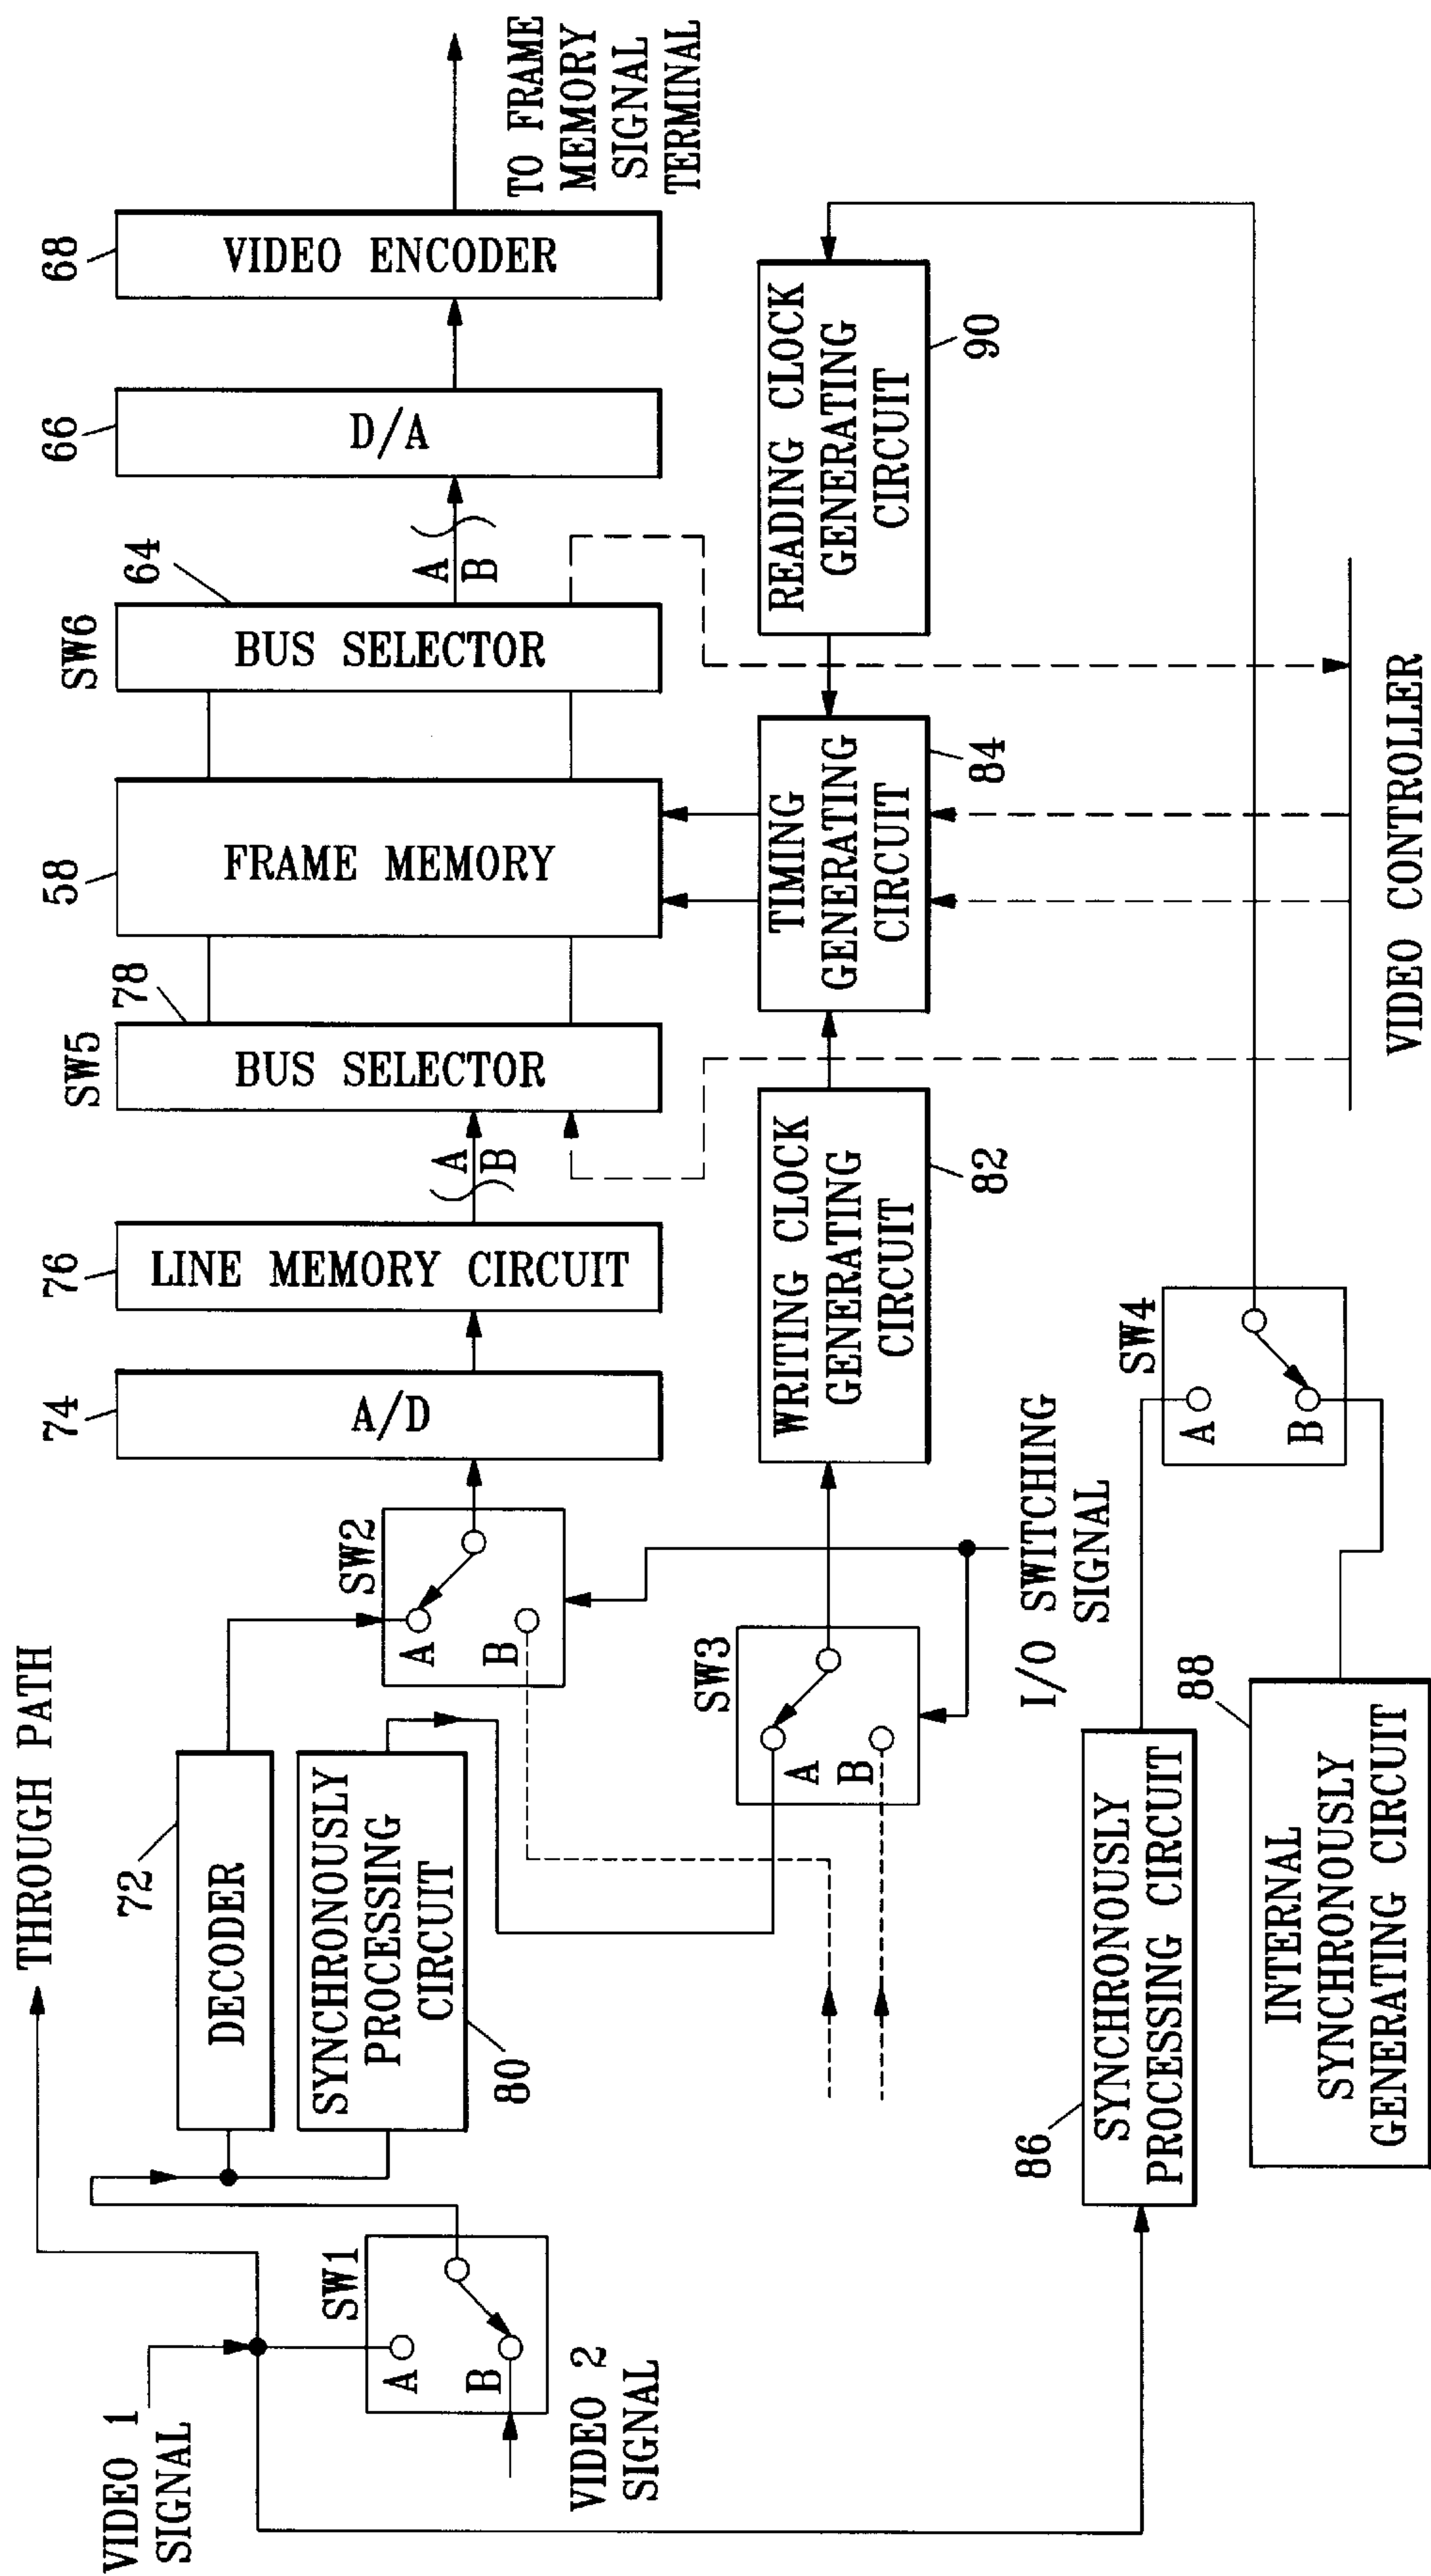 THROUGH PATH
VIDEO 1
SIGNAL
SW1
A
B
VIDEO 2
SIGNAL
72
DECODER
SYNCHRONOUSLY
PROCESSING
CIRCUIT
80
SW2
A
B
74
A/D
76
LINE MEMORY CIRCUIT
A
B
SW5
78
BUS SELECTOR
58
FRAME MEMORY
SW6
64
BUS SELECTOR
A
B
66
D/A
68
VIDEO ENCODER
TO FRAME
MEMORY
SIGNAL
TERMINAL
SW3
A
B
I/O SWITCHING
SIGNAL
WRITING CLOCK
GENERATING
CIRCUIT
82
TIMING
GENERATING
CIRCUIT
84
READING CLOCK
GENERATING
CIRCUIT
90
86
SYNCHRONOUSLY
PROCESSING CIRCUIT
88
INTERNAL
SYNCHRONOUSLY
GENERATING CIRCUIT
SW4
A
B
VIDEO CONTROLLER